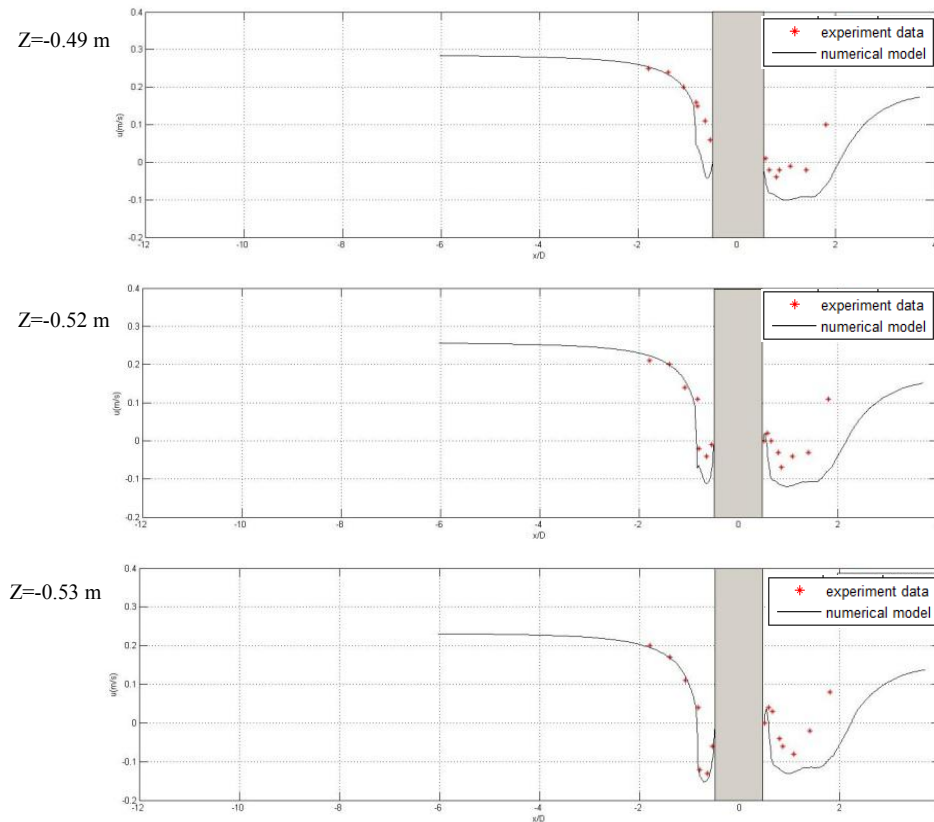 Z=-0.49 m
experiment data
numerical model
0.4
0.3
0.2
0.1
0
-0.1
-0.2
u(m/s)
-12 -10 -8 -6 -4 -2 0 2 4
x/D
Z=-0.52 m
experiment data
numerical model
0.4
0.3
0.2
0.1
0
-0.1
-0.2
u(m/s)
-12 -10 -8 -6 -4 -2 0 2
x/D
Z=-0.53 m
experiment data
numerical model
0.4
0.3
0.2
0.1
0
-0.1
-0.2
u(m/s)
-12 -10 -8 -6 -4 -2 0 2
x/D